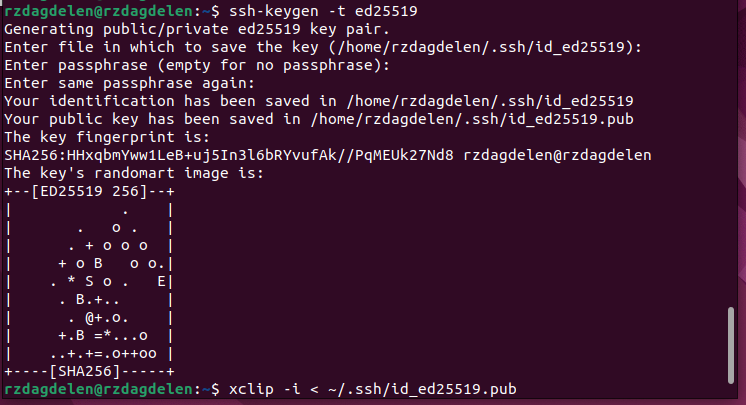 rzdagdelen@rzdagdelen:~$ ssh-keygen -t ed25519
Generating public/private ed25519 key pair.
Enter file in which to save the key (/home/rzdagdelen/.ssh/id_ed25519):
Enter passphrase (empty for no passphrase):
Enter same passphrase again:
Your identification has been saved in /home/rzdagdelen/.ssh/id_ed25519
Your public key has been saved in /home/rzdagdelen/.ssh/id_ed25519.pub
The key fingerprint is:
SHA256:HHxqbmYww1LeB+uj5In3l6bRYvufAk//PqMEUk27Nd8 rzdagdelen@rzdagdelen
The key's randomart image is:
+--[ED25519 256]--+
|            .    |
|       .   o .   |
|      . + o o o  |
|     + o B   o o.|
|    . * S o .   E|
|     . B.+..     |
|      . @+.o.    |
|     +.B =*...o  |
|    ..+.+=.o++oo |
+----[SHA256]-----+
rzdagdelen@rzdagdelen:~$ xclip -i < ~/.ssh/id_ed25519.pub